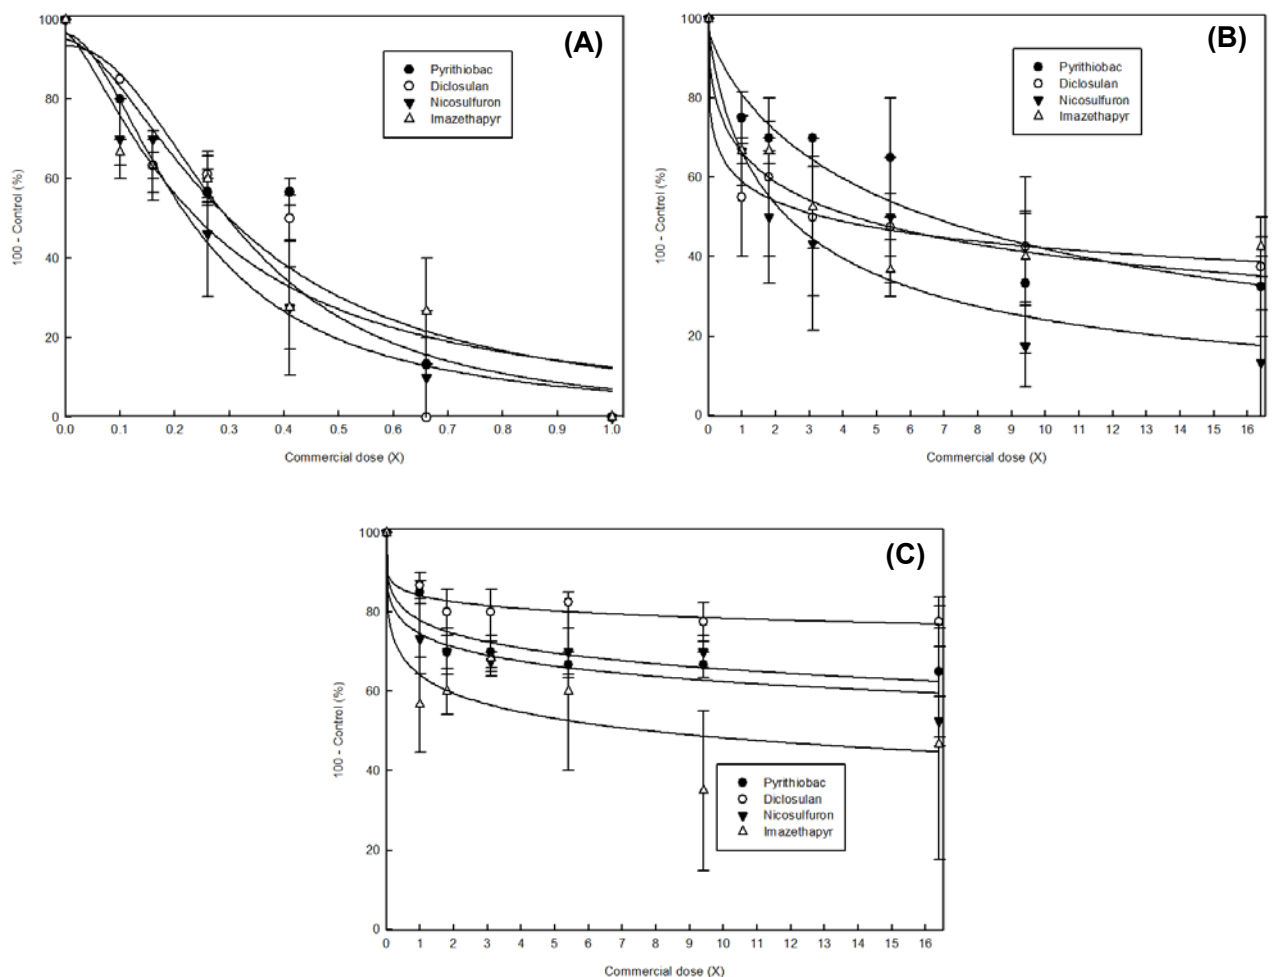 (A)
100
80
60
40
20
0
100 - Control (%)
Pyrithiobac
Diclosulan
Nicosulfuron
Imazethapyr
0.0 0.1 0.2 0.3 0.4 0.5 0.6 0.7 0.8 0.9 1.0
Commercial dose (X)
(B)
100
80
60
40
20
0
100 - Control (%)
Pyrithiobac
Diclosulan
Nicosulfuron
Imazethapyr
0 1 2 3 4 5 6 7 8 9 10 11 12 13 14 15 16
Commercial dose (X)
(C)
100
80
60
40
20
0
100 - Control (%)
Pyrithiobac
Diclosulan
Nicosulfuron
Imazethapyr
0 1 2 3 4 5 6 7 8 9 10 11 12 13 14 15 16
Commercial dose (X)